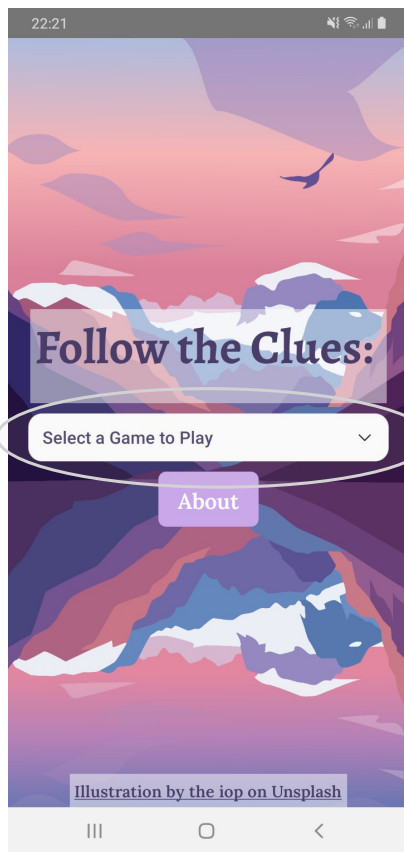 22:21
Follow the Clues:
Select a Game to Play
About
Illustration by the iop on Unsplash